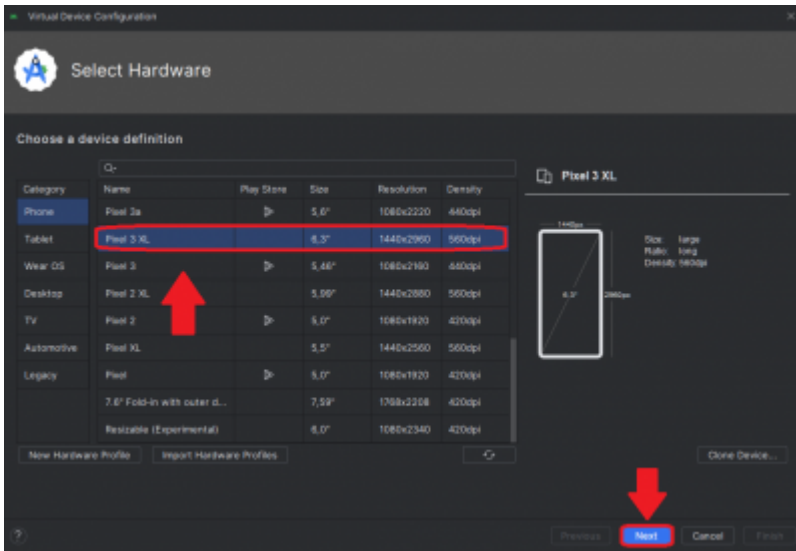 Virtual Device Configuration
Select Hardware
Choose a device definition
Category Name Play Store Size Resolution Density
Phone Pixel 3a 5,6" 1080x2220 440dpi
Tablet Pixel 3 XL 6,3" 1440x2960 560dpi
Wear OS Pixel 3 5,46" 1080x2160 440dpi
Desktop Pixel 2 XL 5,99" 1440x2880 560dpi
TV Pixel 2 5,0" 1080x1920 420dpi
Automotive Pixel XL 5,5" 1440x2560 560dpi
Legacy Pixel 5,0" 1080x1920 420dpi
7.6" Fold-in with outer d... 7,59" 1768x2208 420dpi
Resizable (Experimental) 6,0" 1080x2340 420dpi
New Hardware Profile Import Hardware Profiles
Pixel 3 XL
1440px
Size: large
Ratio: long
Density: 560dpi
6,3" 2960px
Clone Device...
? Previous Next Cancel Finish